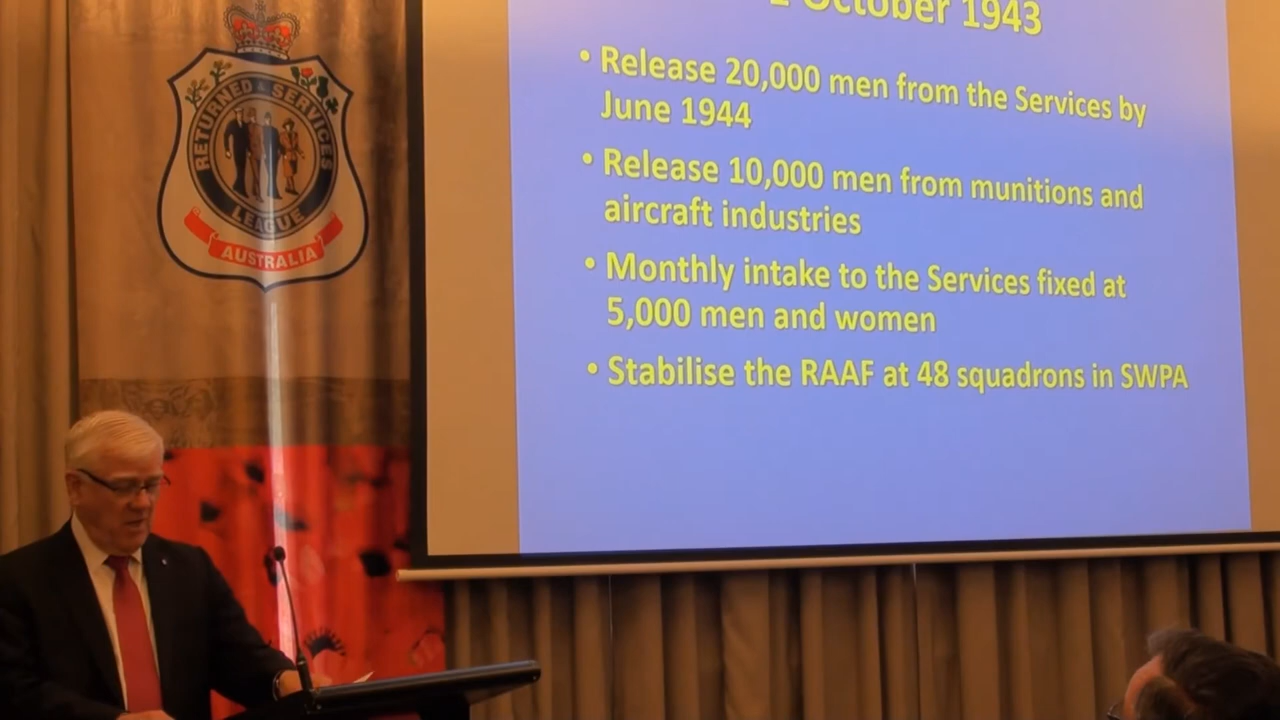 October 1943
• Release 20,000 men from the Services by
June 1944
• Release 10,000 men from munitions and
aircraft industries
• Monthly intake to the Services fixed at
5,000 men and women
• Stabilise the RAAF at 48 squadrons in SWPA
RETURNED & SERVICES
LEAGUE
AUSTRALIA